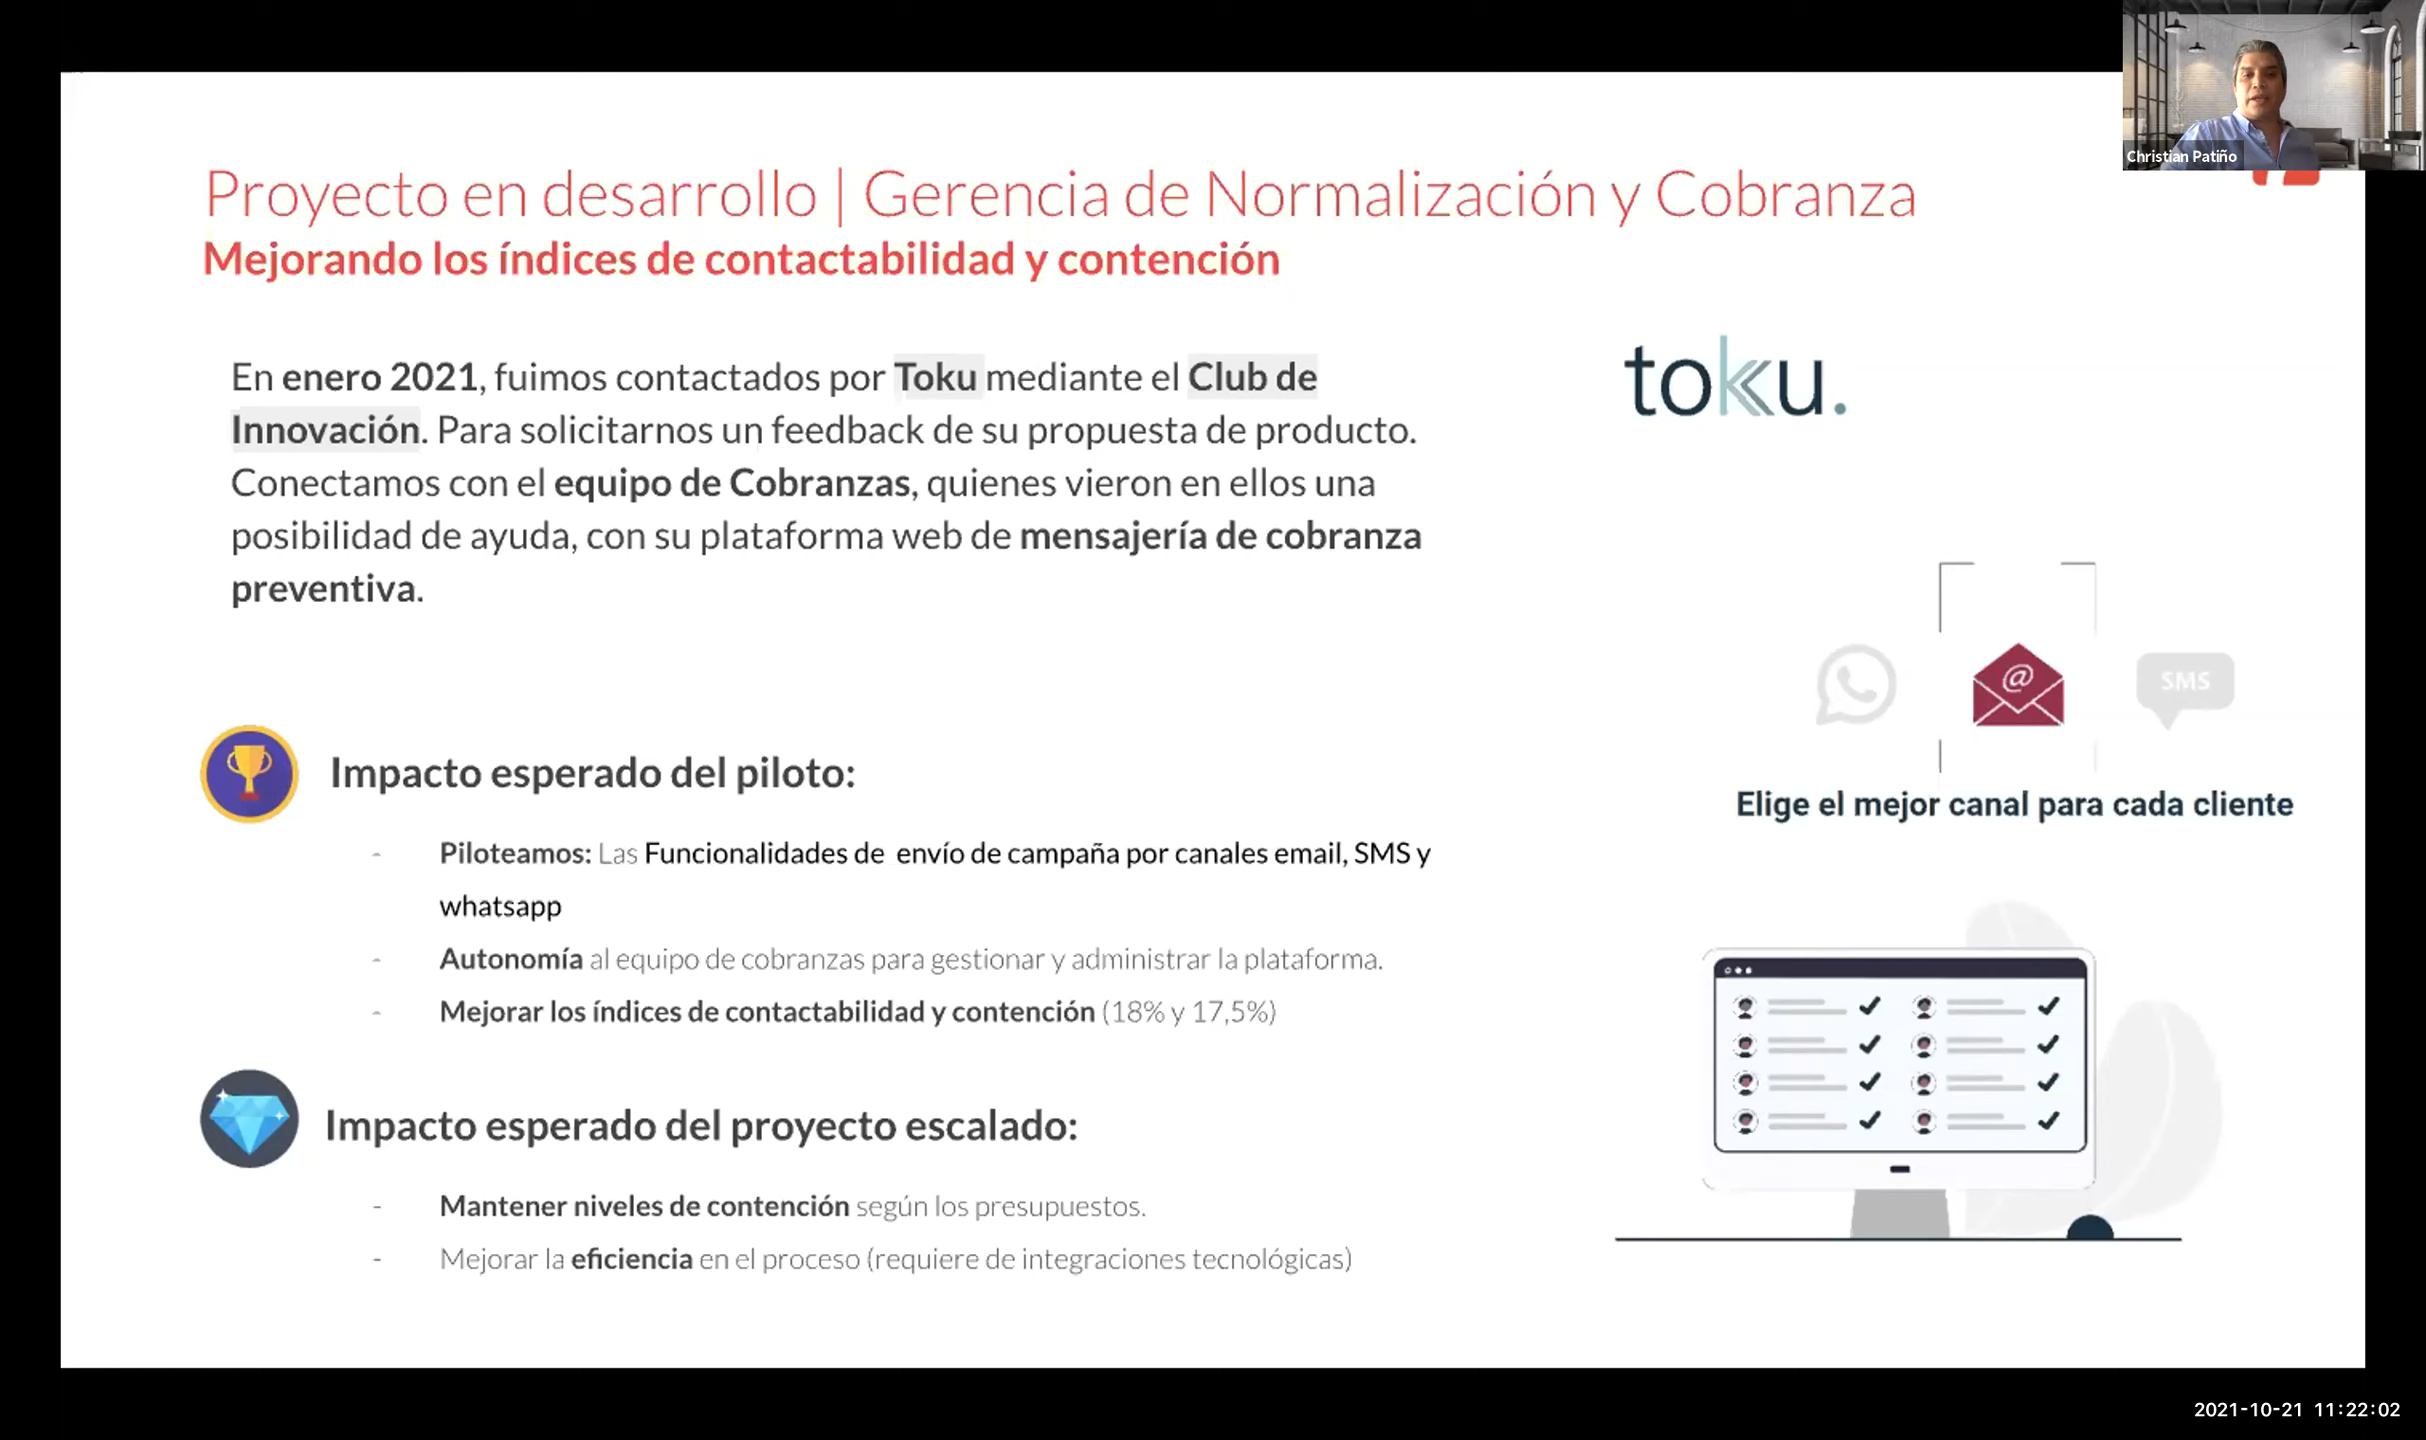 Christian Patiño
Proyecto en desarrollo | Gerencia de Normalización y Cobranza
Mejorando los índices de contactabilidad y contención
En enero 2021, fuimos contactados por Toku mediante el Club de
Innovación. Para solicitarnos un feedback de su propuesta de producto.
Conectamos con el equipo de Cobranzas, quienes vieron en ellos una
posibilidad de ayuda, con su plataforma web de mensajería de cobranza
preventiva.
toku.
@
SMS
Elige el mejor canal para cada cliente
Impacto esperado del piloto:
- Piloteamos: Las Funcionalidades de envío de campaña por canales email, SMS y
whatsapp
- Autonomía al equipo de cobranzas para gestionar y administrar la plataforma.
- Mejorar los índices de contactabilidad y contención (18% y 17,5%)
Impacto esperado del proyecto escalado:
- Mantener niveles de contención según los presupuestos.
- Mejorar la eficiencia en el proceso (requiere de integraciones tecnológicas)
2021-10-21 11:22:02